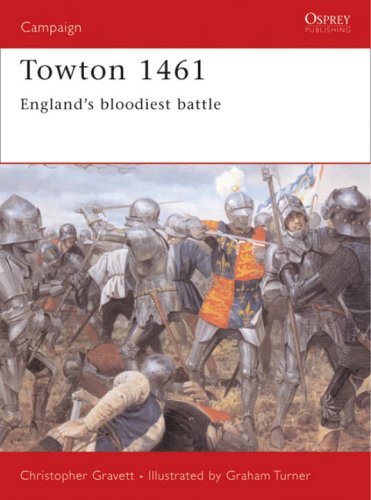 Campaign
OSPREY
PUBLISHING
Towton 1461
England's bloodiest battle
Christopher Gravett • Illustrated by Graham Turner